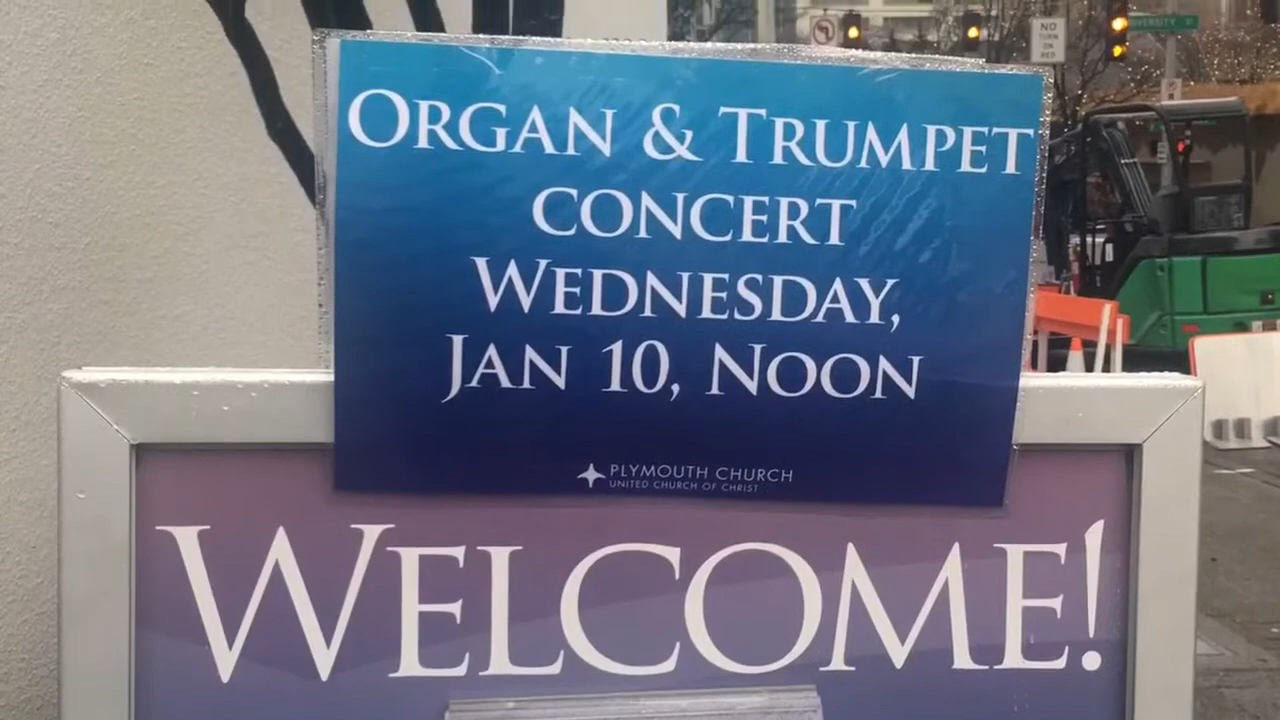 ORGAN & TRUMPET
CONCERT
WEDNESDAY,
JAN 10, NOON
PLYMOUTH CHURCH
UNITED CHURCH OF CHRIST
WELCOME!
NO
TURN
ON
RED